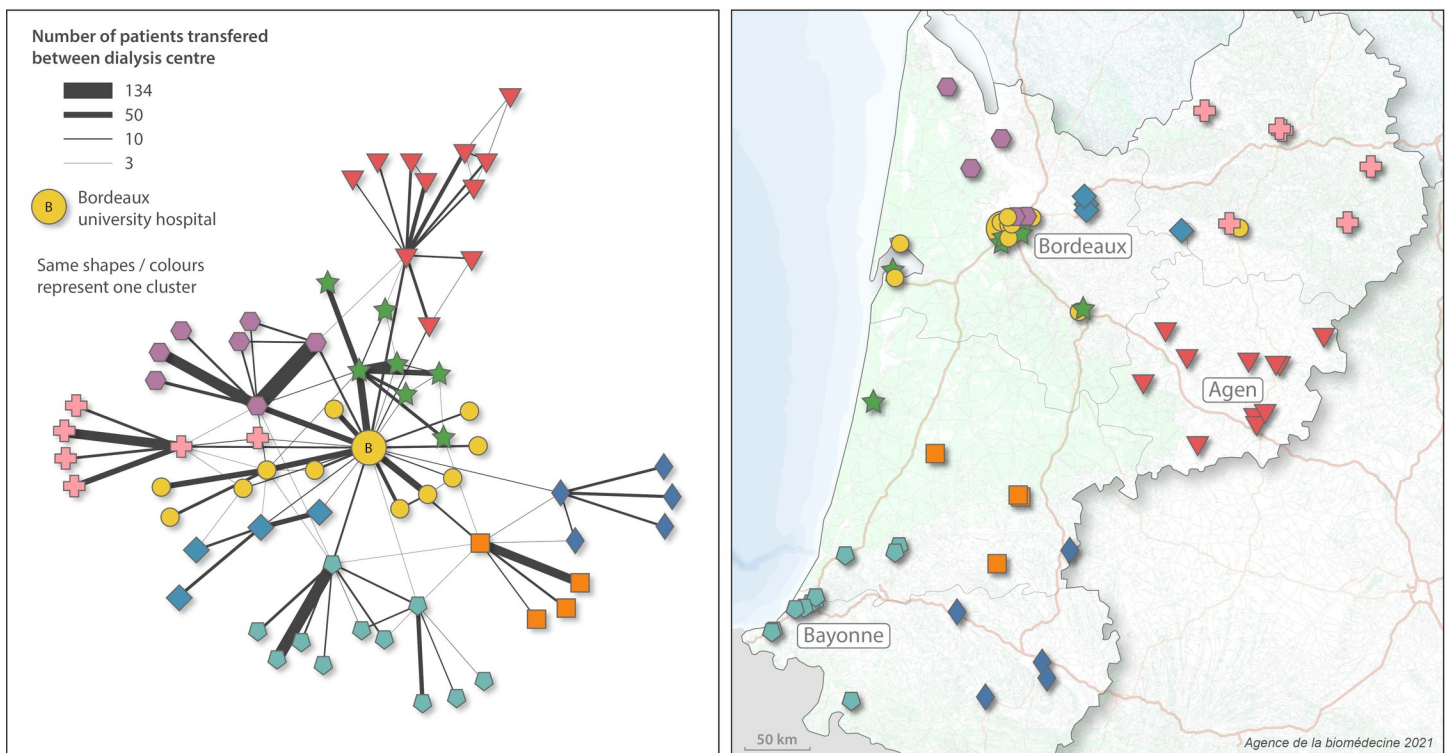 Number of patients transfered
between dialysis centre
134
50
10
3
B
Bordeaux
university hospital
Same shapes / colours
represent one cluster
B
Bordeaux
Agen
Bayonne
50 km
Agence de la biomédecine 2021